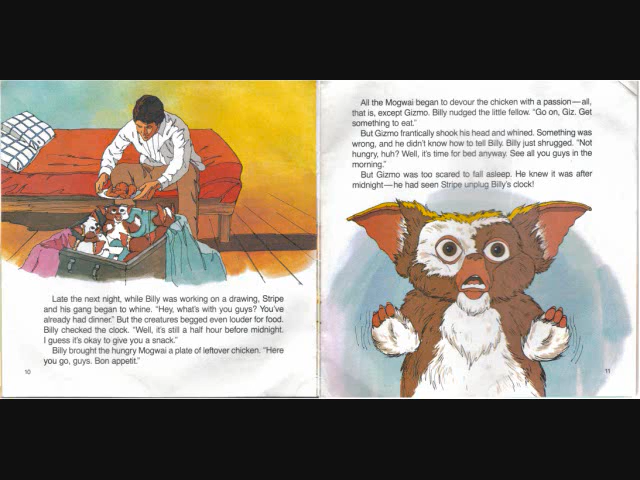 Late the next night, while Billy was working on a drawing, Stripe
and his gang began to whine. "Hey, what's with you guys? You've
already had dinner." But the creatures begged even louder for food.
Billy checked the clock. "Well, it's still a half hour before midnight.
I guess it's okay to give you a snack."
Billy brought the hungry Mogwai a plate of leftover chicken. "Here
you go, guys. Bon appetit."
10
All the Mogwai began to devour the chicken with a passion—all,
that is, except Gizmo. Billy nudged the little fellow. "Go on, Giz. Get
something to eat."
But Gizmo frantically shook his head and whined. Something was
wrong, and he didn't know how to tell Billy. Billy just shrugged. "Not
hungry, huh? Well, it's time for bed anyway. See all you guys in the
morning."
But Gizmo was too scared to fall asleep. He knew it was after
midnight—he had seen Stripe unplug Billy's clock!
11